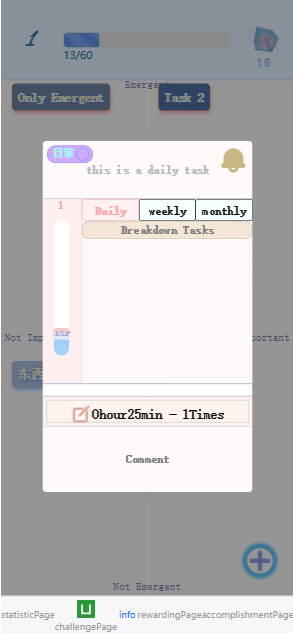 1
13/60
16
Emergent
Only Emergent
Task 2
日常
this is a daily task
1
Daily weekly monthly
Breakdown Tasks
EXP
Not Imp
portant
东西
0hour25min - 1Times
Comment
Not Emergent
statisticPage
challengePage
info
rewardingPage
accomplishmentPage